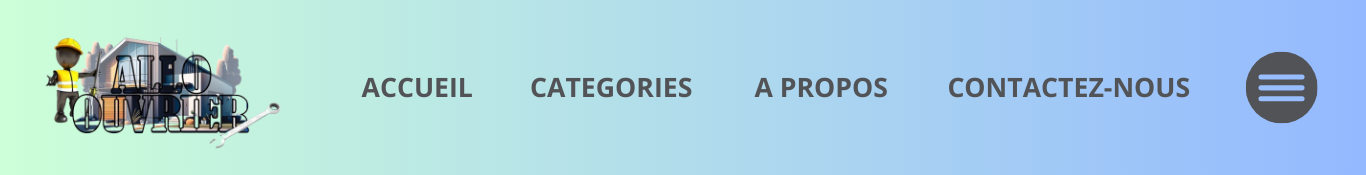 ALLO
OUVRIER
ACCUEIL
CATEGORIES
A PROPOS
CONTACTEZ-NOUS